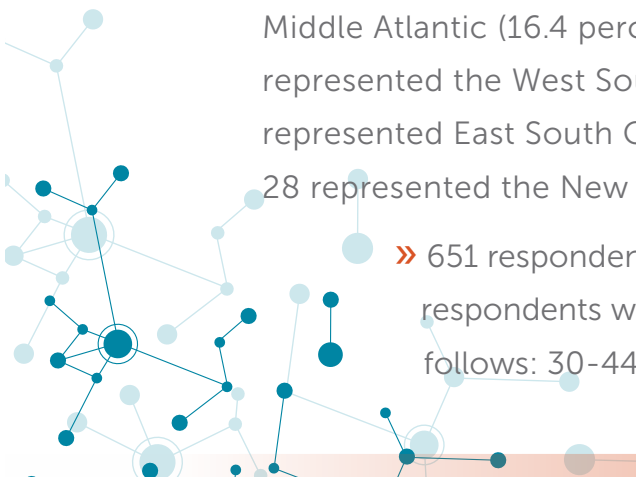 Middle Atlantic (16.4 perc
represented the West Sou
represented East South C
28 represented the New
» 651 responden
respondents w
follows: 30-44